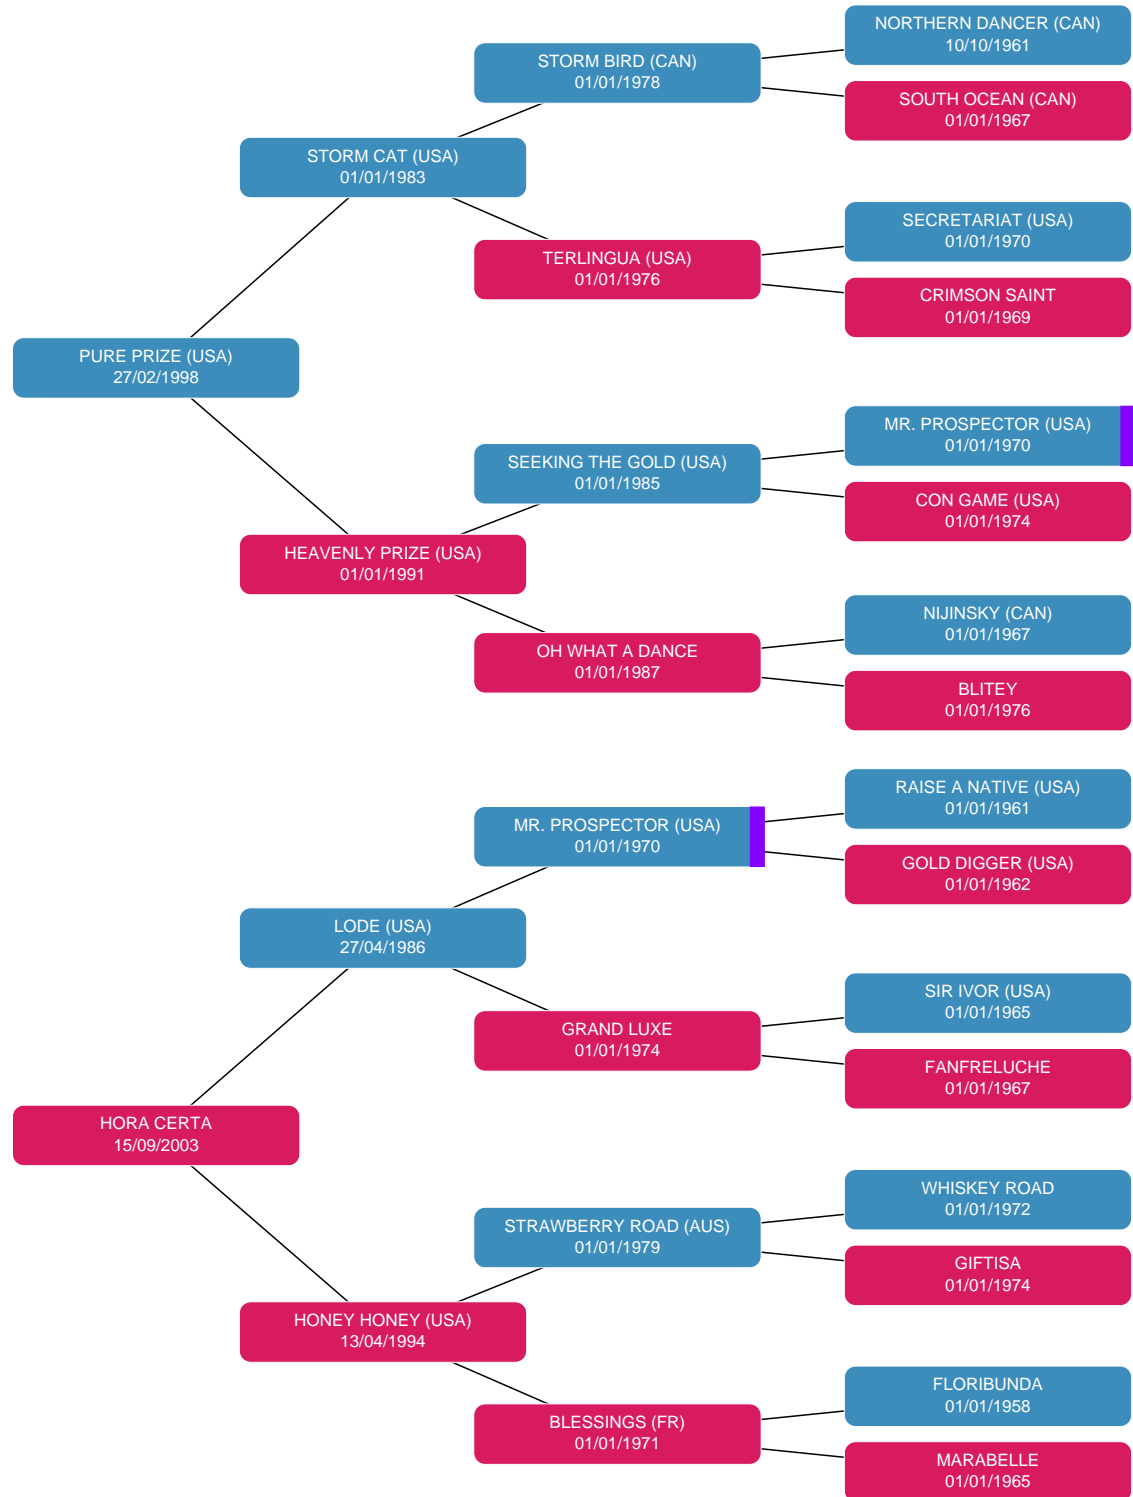 NORTHERN DANCER (CAN)
10/10/1961
STORM BIRD (CAN)
01/01/1978
SOUTH OCEAN (CAN)
01/01/1967
STORM CAT (USA)
01/01/1983
SECRETARIAT (USA)
01/01/1970
TERLINGUA (USA)
01/01/1976
CRIMSON SAINT
01/01/1969
PURE PRIZE (USA)
27/02/1998
MR. PROSPECTOR (USA)
01/01/1970
SEEKING THE GOLD (USA)
01/01/1985
CON GAME (USA)
01/01/1974
HEAVENLY PRIZE (USA)
01/01/1991
NIJINSKY (CAN)
01/01/1967
OH WHAT A DANCE
01/01/1987
BLITEY
01/01/1976
RAISE A NATIVE (USA)
01/01/1961
MR. PROSPECTOR (USA)
01/01/1970
GOLD DIGGER (USA)
01/01/1962
LODE (USA)
27/04/1986
SIR IVOR (USA)
01/01/1965
GRAND LUXE
01/01/1974
FANFRELUCHE
01/01/1967
HORA CERTA
15/09/2003
WHISKEY ROAD
01/01/1972
STRAWBERRY ROAD (AUS)
01/01/1979
GIFTISA
01/01/1974
HONEY HONEY (USA)
13/04/1994
FLORIBUNDA
01/01/1958
BLESSINGS (FR)
01/01/1971
MARABELLE
01/01/1965